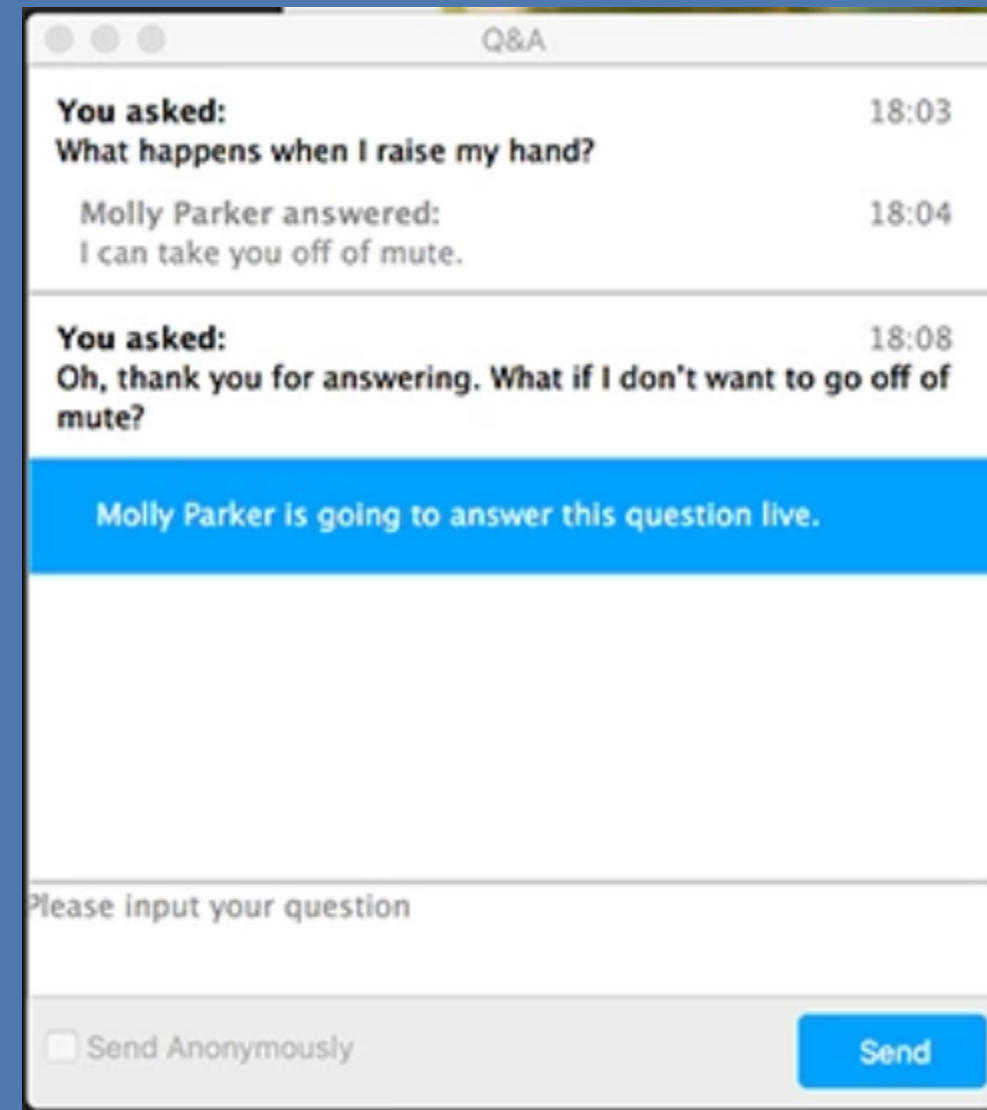 Q&A
You asked: 18:03
What happens when I raise my hand?
Molly Parker answered: 18:04
I can take you off of mute.
You asked: 18:08
Oh, thank you for answering. What if I don't want to go off of
mute?
Molly Parker is going to answer this question live.
Please input your question
Send Anonymously Send